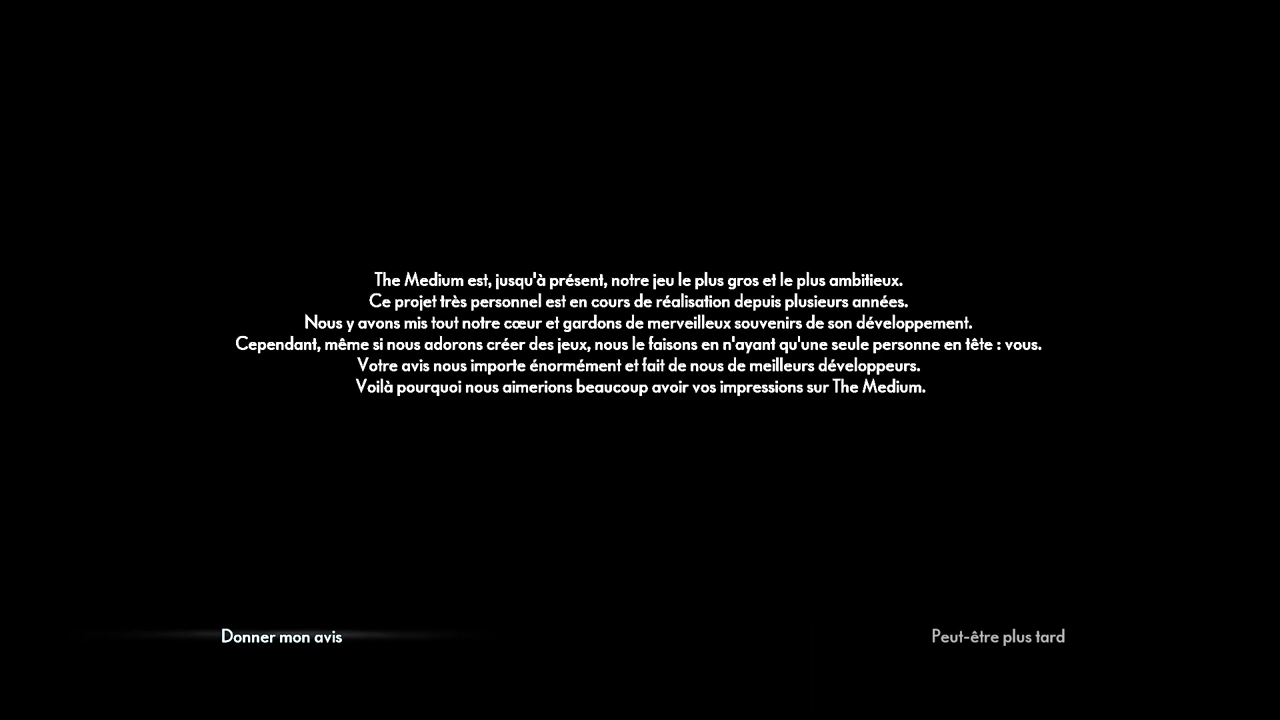 The Medium est, jusqu'à présent, notre jeu le plus gros et le plus ambitieux.
Ce projet très personnel est en cours de réalisation depuis plusieurs années.
Nous y avons mis tout notre cœur et gardons de merveilleux souvenirs de son développement.
Cependant, même si nous adorons créer des jeux, nous le faisons en n'ayant qu'une seule personne en tête : vous.
Votre avis nous importe énormément et fait de nous de meilleurs développeurs.
Voilà pourquoi nous aimerions beaucoup avoir vos impressions sur The Medium.
Donner mon avis
Peut-être plus tard